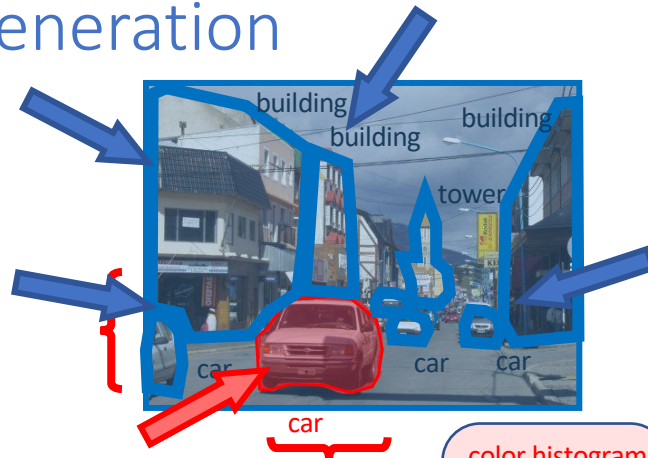 eneration
building
building
building
tower
car
car
car
car
color histogram